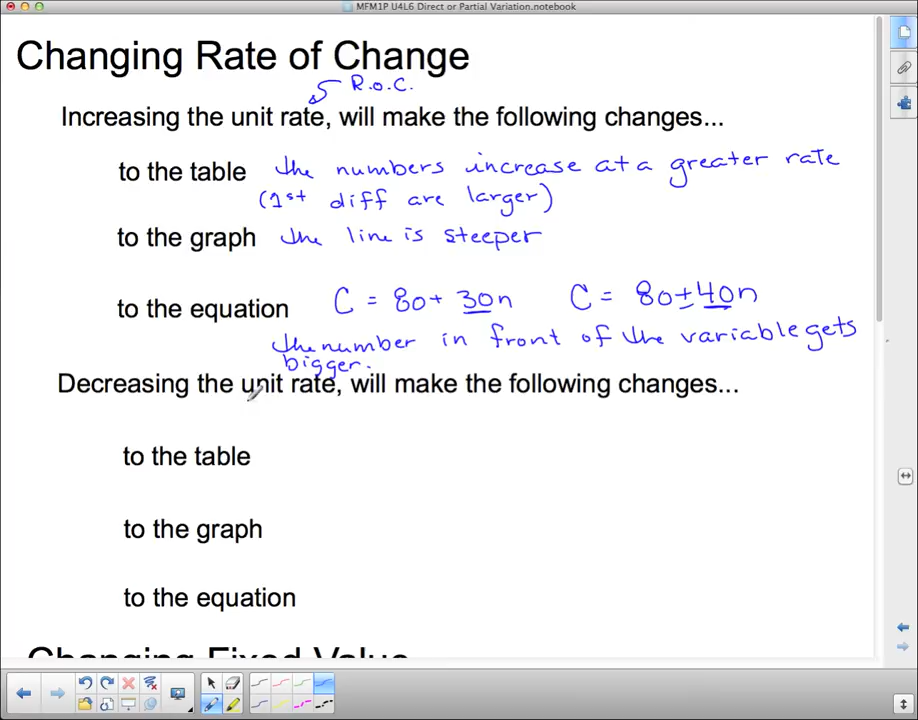 MFM1P U4L6 Direct or Partial Variation.notebook
Changing Rate of Change
R.O.C.
Increasing the unit rate, will make the following changes...
to the table the numbers increase at a greater rate
(1st diff are larger)
to the graph the line is steeper
to the equation C = 80+ 30n C = 80+ 40n
the number in front of the variable gets
bigger.
Decreasing the unit rate, will make the following changes...
to the table
to the graph
to the equation
Changing Fixed Value